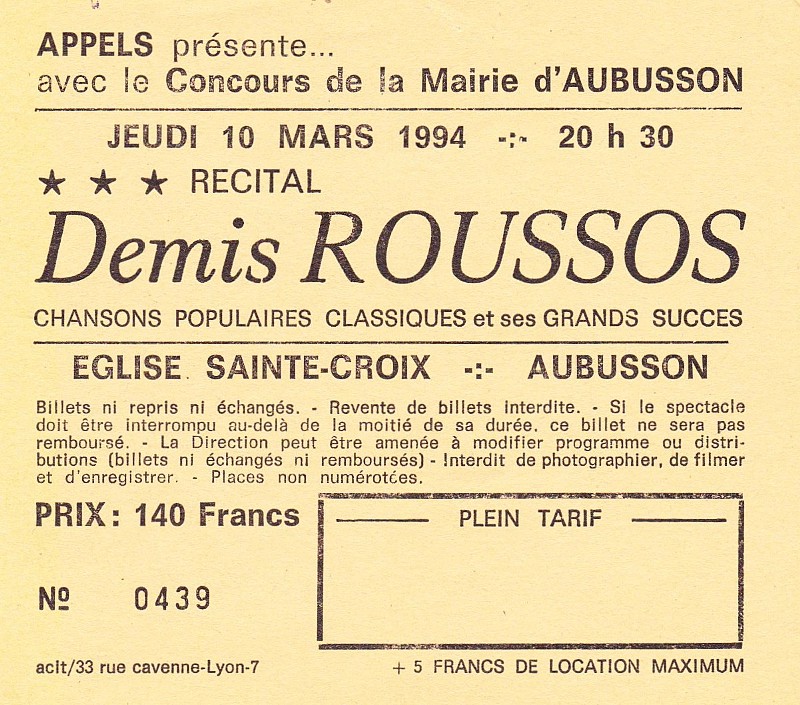 APPELS présente...
avec le Concours de la Mairie d'AUBUSSON
JEUDI 10 MARS 1994 -:- 20 h 30
★ ★ ★ RECITAL
Demis ROUSSOS
CHANSONS POPULAIRES CLASSIQUES et ses GRANDS SUCCES
EGLISE SAINTE-CROIX -:- AUBUSSON
Billets ni repris ni échangés. - Revente de billets interdite. - Si le spectacle
doit être interrompu au-delà de la moitié de sa durée, ce billet ne sera pas
remboursé. - La Direction peut être amenée à modifier programme ou distri-
butions (billets ni échangés ni remboursés) - Interdit de photographier, de filmer
et d'enregistrer. - Places non numérotées.
PRIX : 140 Francs
PLEIN TARIF
Nº 0439
aclt/33 rue cavenne-Lyon-7
+ 5 FRANCS DE LOCATION MAXIMUM